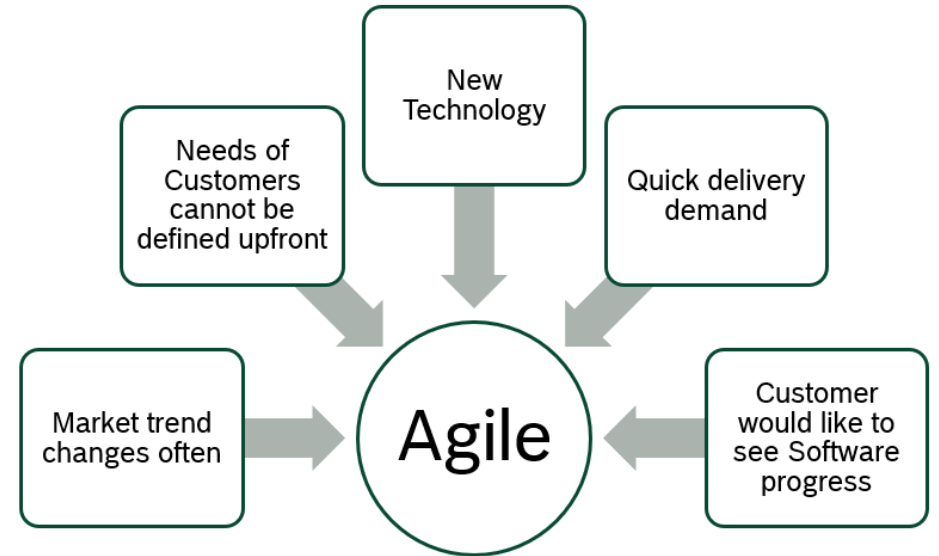 New
Technology
Needs of
Customers
cannot be
defined upfront
Quick delivery
demand
Market trend
changes often
Agile
Customer
would like to
see Software
progress